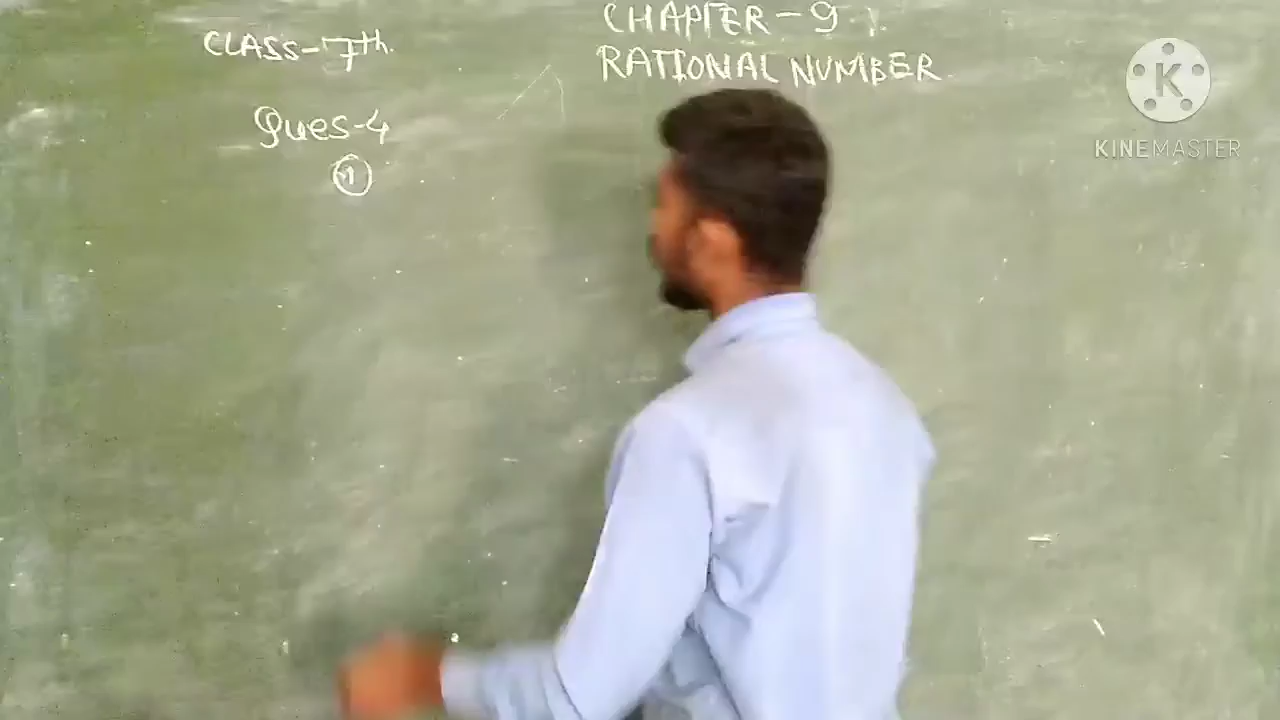 CHAPTER-9
CLASS-7th.
RATIONAL NUMBER
Ques-4
1
K
KINEMASTER